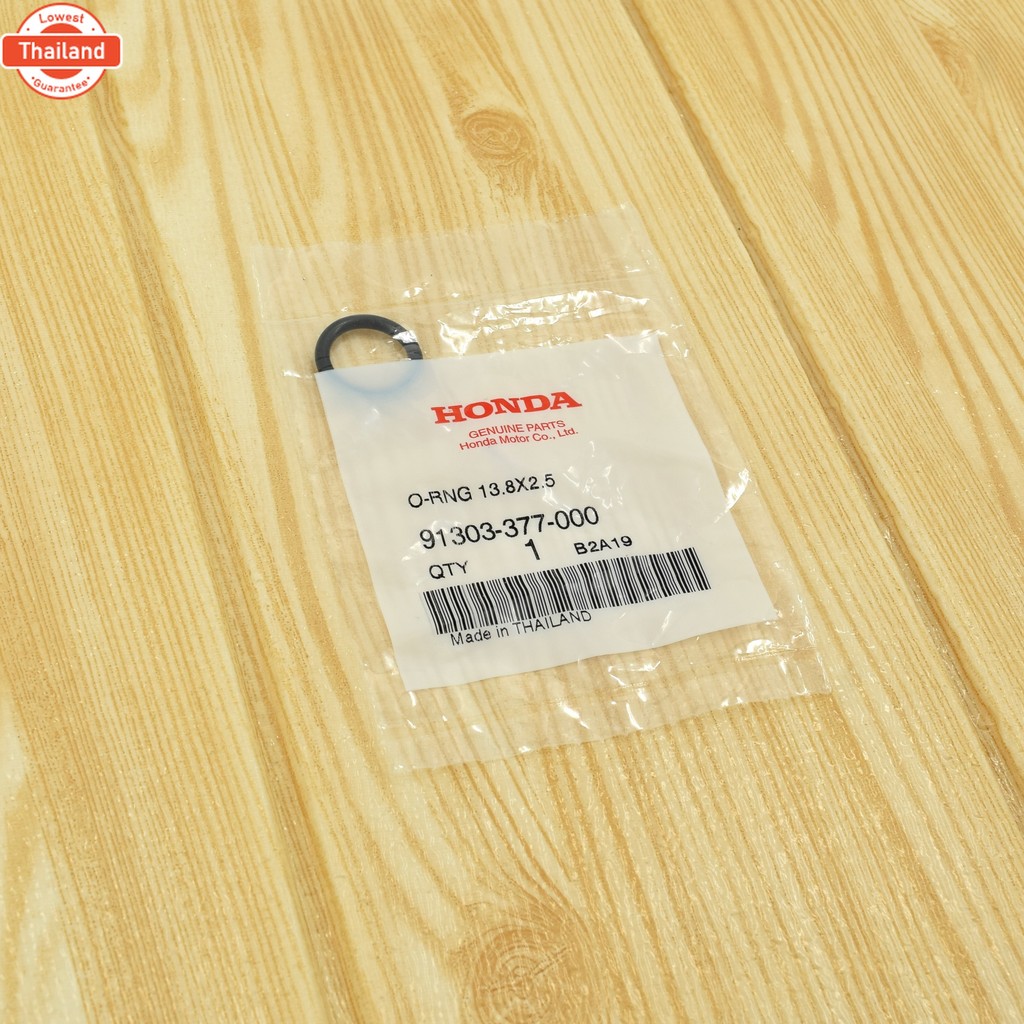 Lowest
Thailand
Guarantee
HONDA
GENUINE PARTS
Honda Motor Co., Ltd.
O-RNG 13.8X2.5
91303-377-000
QTY 1 B2A19
Made in THAILAND